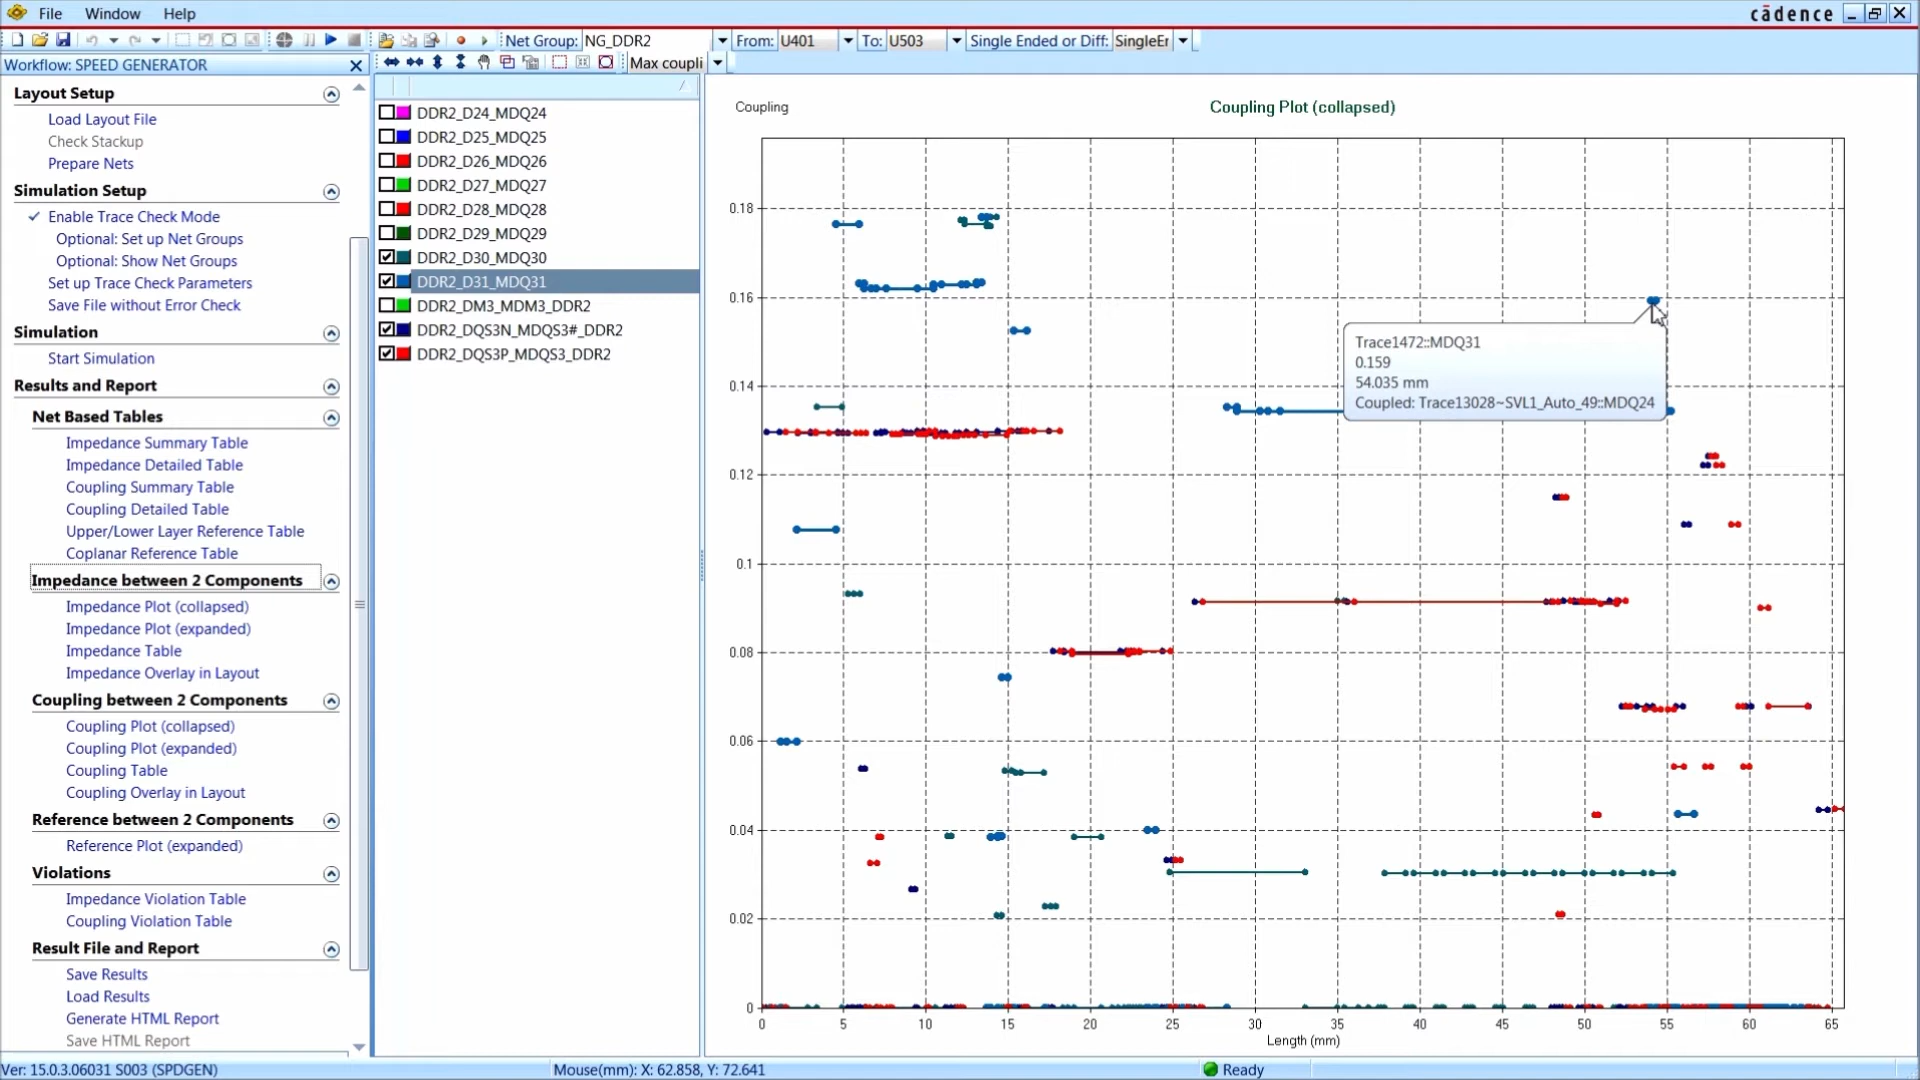 File Window Help cādence
Net Group: NG_DDR2 From: U401 To: U503 Single Ended or Diff: SingleEr
Workflow: SPEED GENERATOR
Max coupli
Layout Setup
Load Layout File
Check Stackup
Prepare Nets
Simulation Setup
Enable Trace Check Mode
Optional: Set up Net Groups
Optional: Show Net Groups
Set up Trace Check Parameters
Save File without Error Check
Simulation
Start Simulation
Results and Report
Net Based Tables
Impedance Summary Table
Impedance Detailed Table
Coupling Summary Table
Coupling Detailed Table
Upper/Lower Layer Reference Table
Coplanar Reference Table
Impedance between 2 Components
Impedance Plot (collapsed)
Impedance Plot (expanded)
Impedance Table
Impedance Overlay in Layout
Coupling between 2 Components
Coupling Plot (collapsed)
Coupling Plot (expanded)
Coupling Table
Coupling Overlay in Layout
Reference between 2 Components
Reference Plot (expanded)
Violations
Impedance Violation Table
Coupling Violation Table
Result File and Report
Save Results
Load Results
Generate HTML Report
Save HTML Report
DDR2_D24_MDQ24
DDR2_D25_MDQ25
DDR2_D26_MDQ26
DDR2_D27_MDQ27
DDR2_D28_MDQ28
DDR2_D29_MDQ29
DDR2_D30_MDQ30
DDR2_D31_MDQ31
DDR2_DM3_MDM3_DDR2
DDR2_DQS3N_MDQS3#_DDR2
DDR2_DQS3P_MDQS3_DDR2
Coupling
Coupling Plot (collapsed)
0.18
0.16
0.14
0.12
0.1
0.08
0.06
0.04
0.02
0
Trace1472::MDQ31
0.159
54.035 mm
Coupled: Trace13028~SVL1_Auto_49::MDQ24
0 5 10 15 20 25 30 35 40 45 50 55 60 65
Length (mm)
Ver: 15.0.3.06031 S003 (SPDGEN) Mouse(mm): X: 62.858, Y: 72.641 Ready